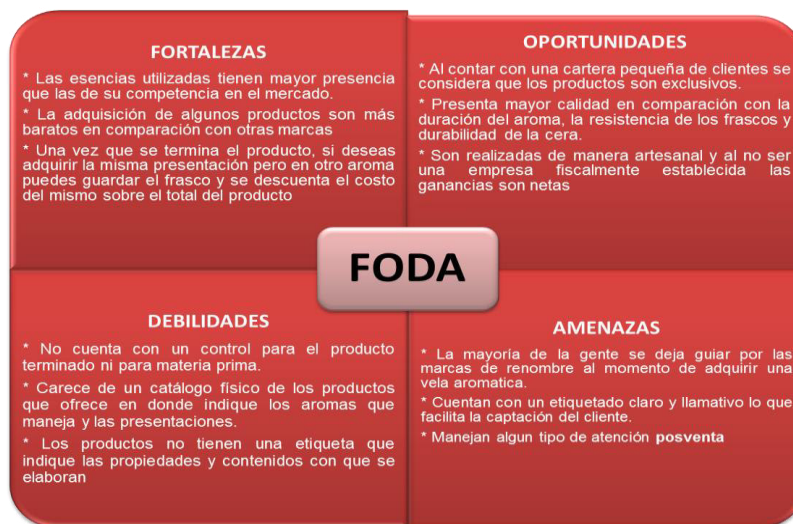 FORTALEZAS
* Las esencias utilizadas tienen mayor presencia
que las de su competencia en el mercado.
* La adquisición de algunos productos son más
baratos en comparación con otras marcas
* Una vez que se termina el producto, si deseas
adquirir la misma presentación pero en otro aroma
puedes guardar el frasco y se descuenta el costo
del mismo sobre el total del producto
OPORTUNIDADES
* Al contar con una cartera pequeña de clientes se
considera que los productos son exclusivos.
* Presenta mayor calidad en comparación con la
duración del aroma, la resistencia de los frascos y
durabilidad de la cera.
* Son realizadas de manera artesanal y al no ser
una empresa fiscalmente establecida las
ganancias son netas
FODA
DEBILIDADES
* No cuenta con un control para el producto
terminado ni para materia prima.
* Carece de un catálogo físico de los productos
que ofrece en donde indique los aromas que
maneja y las presentaciones.
* Los productos no tienen una etiqueta que
indique las propiedades y contenidos con que se
elaboran
AMENAZAS
* La mayoría de la gente se deja guiar por las
marcas de renombre al momento de adquirir una
vela aromatica.
* Cuentan con un etiquetado claro y llamativo lo que
facilita la captación del cliente.
* Manejan algun tipo de atención posventa